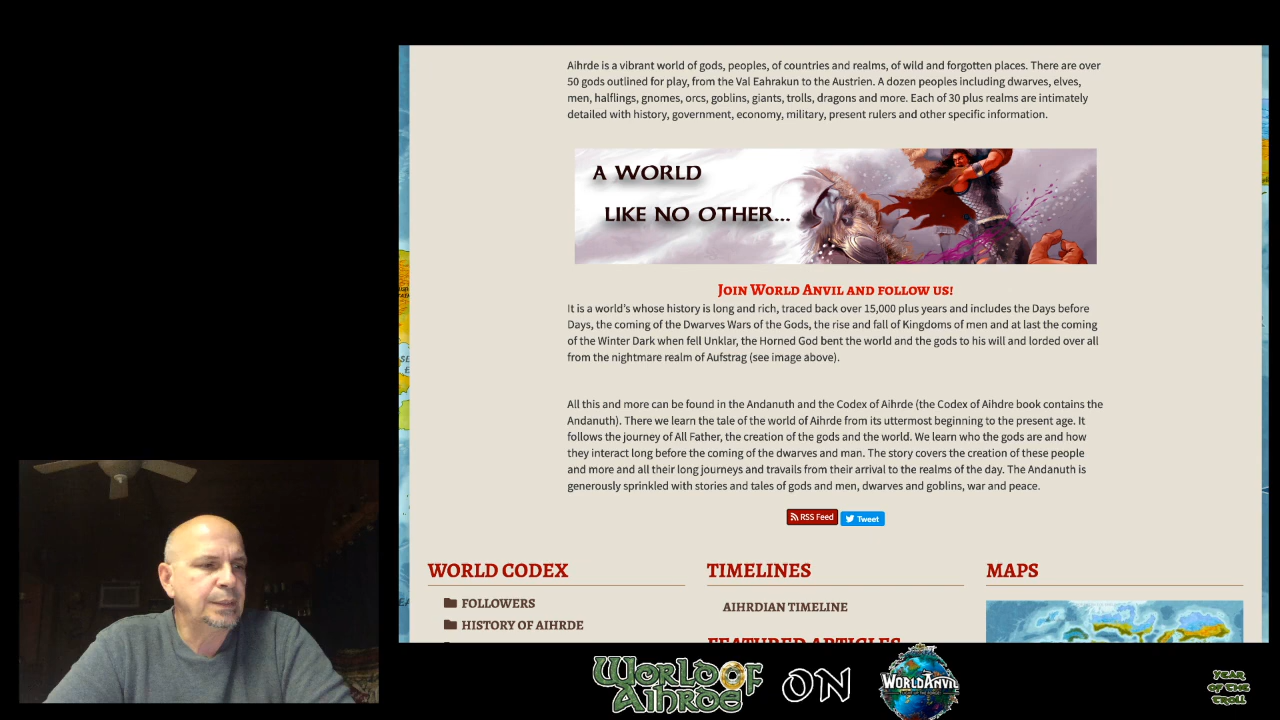 Aihrde is a vibrant world of gods, peoples, of countries and realms, of wild and forgotten places. There are over
50 gods outlined for play, from the Val Eahrakun to the Austrien. A dozen peoples including dwarves, elves,
men, halflings, gnomes, orcs, goblins, giants, trolls, dragons and more. Each of 30 plus realms are intimately
detailed with history, government, economy, military, present rulers and other specific information.
A WORLD
LIKE NO OTHER...
Join World Anvil and follow us!
It is a world's whose history is long and rich, traced back over 15,000 plus years and includes the Days before
Days, the coming of the Dwarves Wars of the Gods, the rise and fall of Kingdoms of men and at last the coming
of the Winter Dark when fell Unklar, the Horned God bent the world and the gods to his will and lorded over all
from the nightmare realm of Aufstrag (see image above).
All this and more can be found in the Andanuth and the Codex of Aihrde (the Codex of Aihdre book contains the
Andanuth). There we learn the tale of the world of Aihrde from its uttermost beginning to the present age. It
follows the journey of All Father, the creation of the gods and the world. We learn who the gods are and how
they interact long before the coming of the dwarves and man. The story covers the creation of these people
and more and all their long journeys and travails from their arrival to the realms of the day. The Andanuth is
generously sprinkled with stories and tales of gods and men, dwarves and goblins, war and peace.
RSS Feed Tweet
WORLD CODEX
FOLLOWERS
HISTORY OF AIHRDE
TIMELINES
AIHRDIAN TIMELINE
FEATURED ARTICLES
MAPS
WORLD OF
AIHRDE
ON
WORLDANVIL
YEAR
OF THE
TROLL